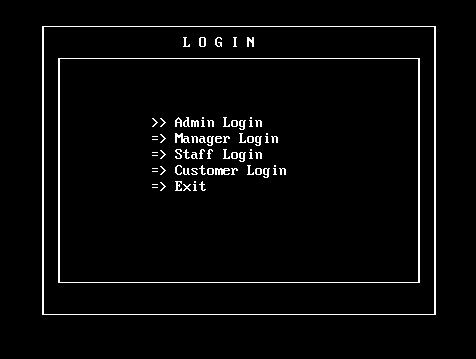 L O G I N
>> Admin Login
=> Manager Login
=> Staff Login
=> Customer Login
=> Exit